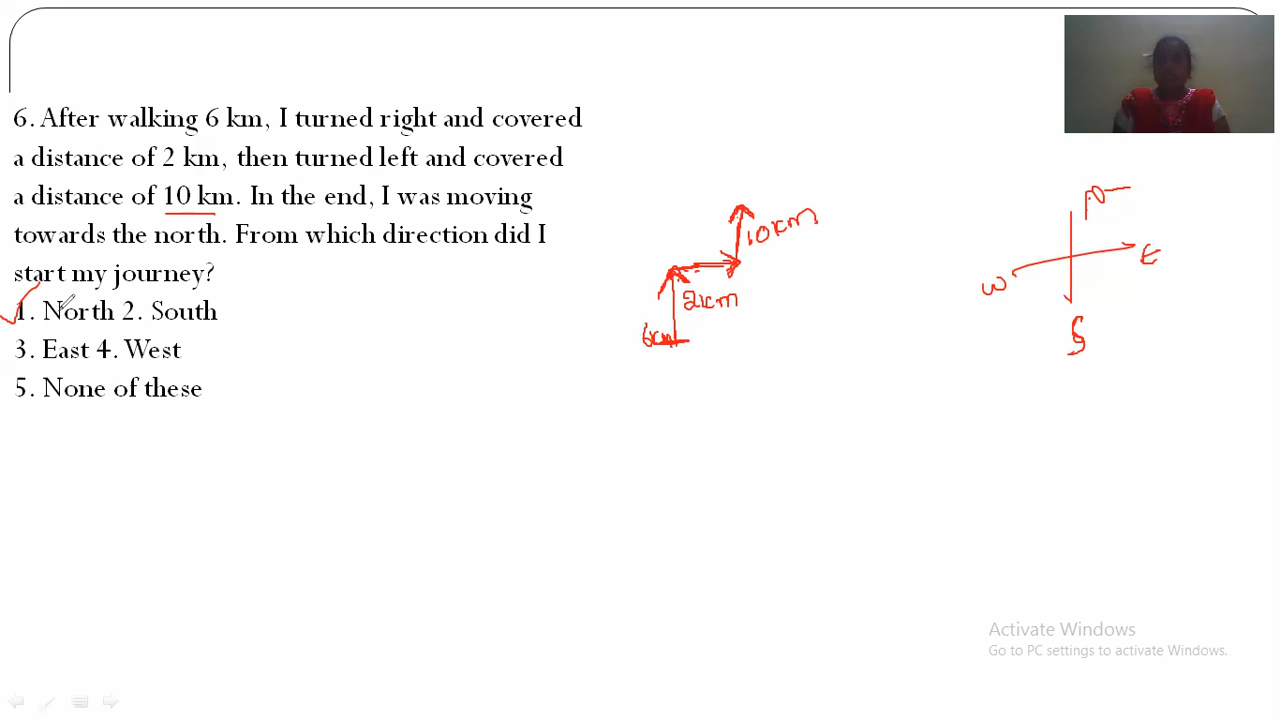 6. After walking 6 km, I turned right and covered
a distance of 2 km, then turned left and covered
a distance of 10 km. In the end, I was moving
towards the north. From which direction did I
start my journey?
1. North 2. South
3. East 4. West
5. None of these
10km
2km
6km
N
E
W
S
Activate Windows
Go to PC settings to activate Windows.